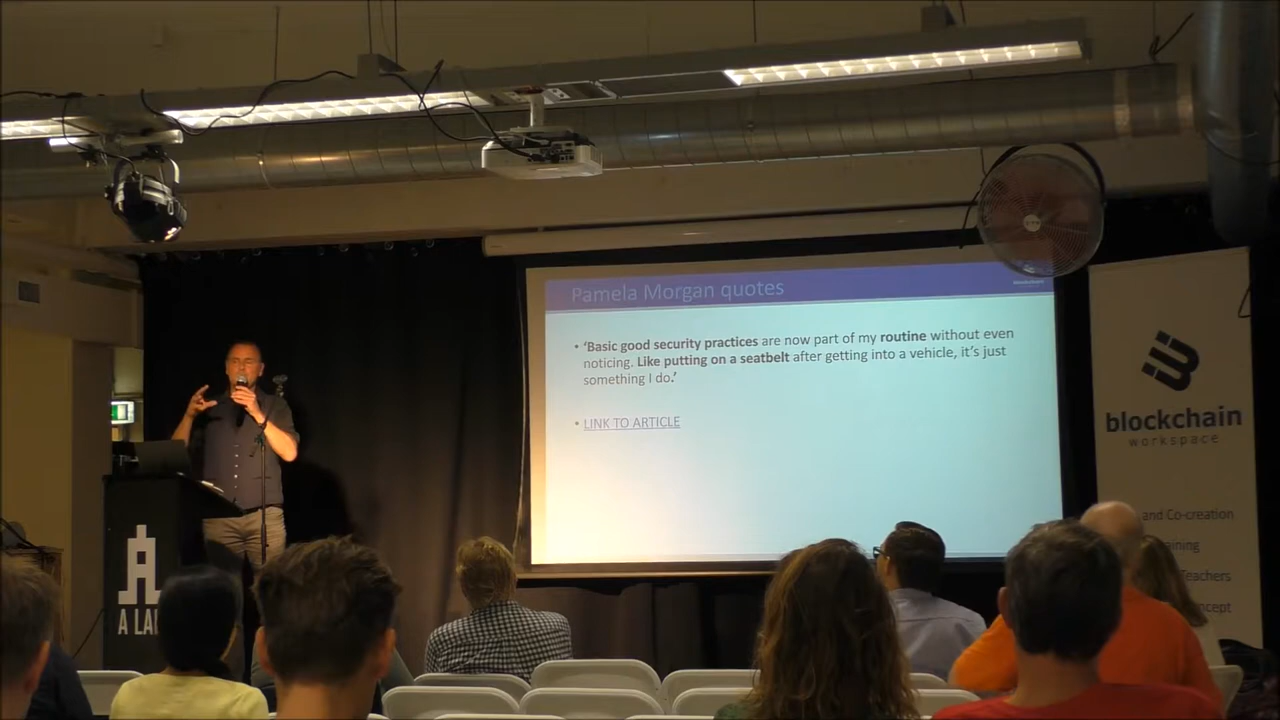 Pamela Morgan quotes
blockchain
• ‘Basic good security practices are now part of my routine without even
noticing. Like putting on a seatbelt after getting into a vehicle, it’s just
something I do.’
• LINK TO ARTICLE
blockchain
workspace
and Co-creation
Teachers
A LA